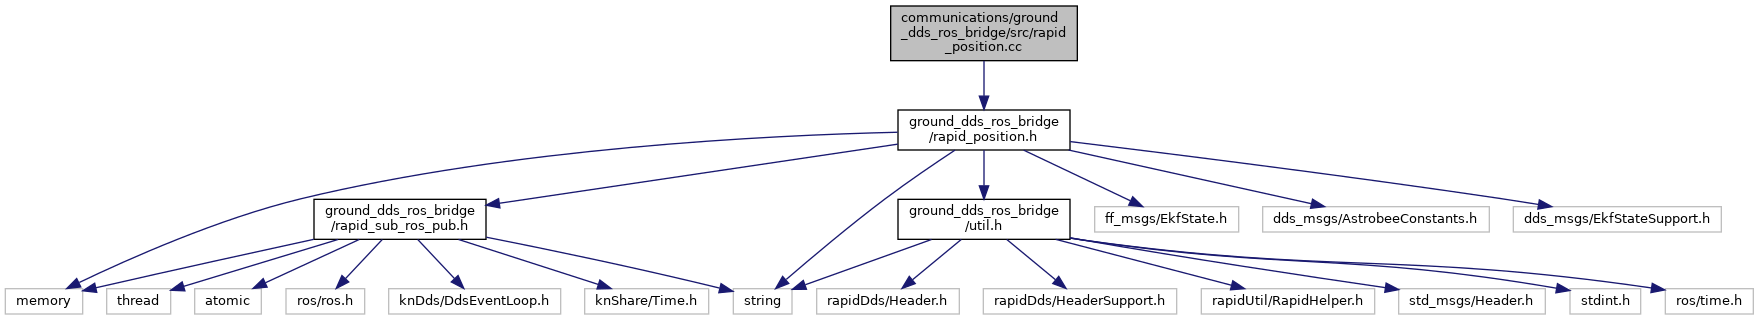 communications/ground
_dds_ros_bridge/src/rapid
_position.cc
ground_dds_ros_bridge
/rapid_position.h
ground_dds_ros_bridge
/rapid_sub_ros_pub.h
ground_dds_ros_bridge
/util.h
ff_msgs/EkfState.h
dds_msgs/AstrobeeConstants.h
dds_msgs/EkfStateSupport.h
memory
thread
atomic
ros/ros.h
knDds/DdsEventLoop.h
knShare/Time.h
string
rapidDds/Header.h
rapidDds/HeaderSupport.h
rapidUtil/RapidHelper.h
std_msgs/Header.h
stdint.h
ros/time.h